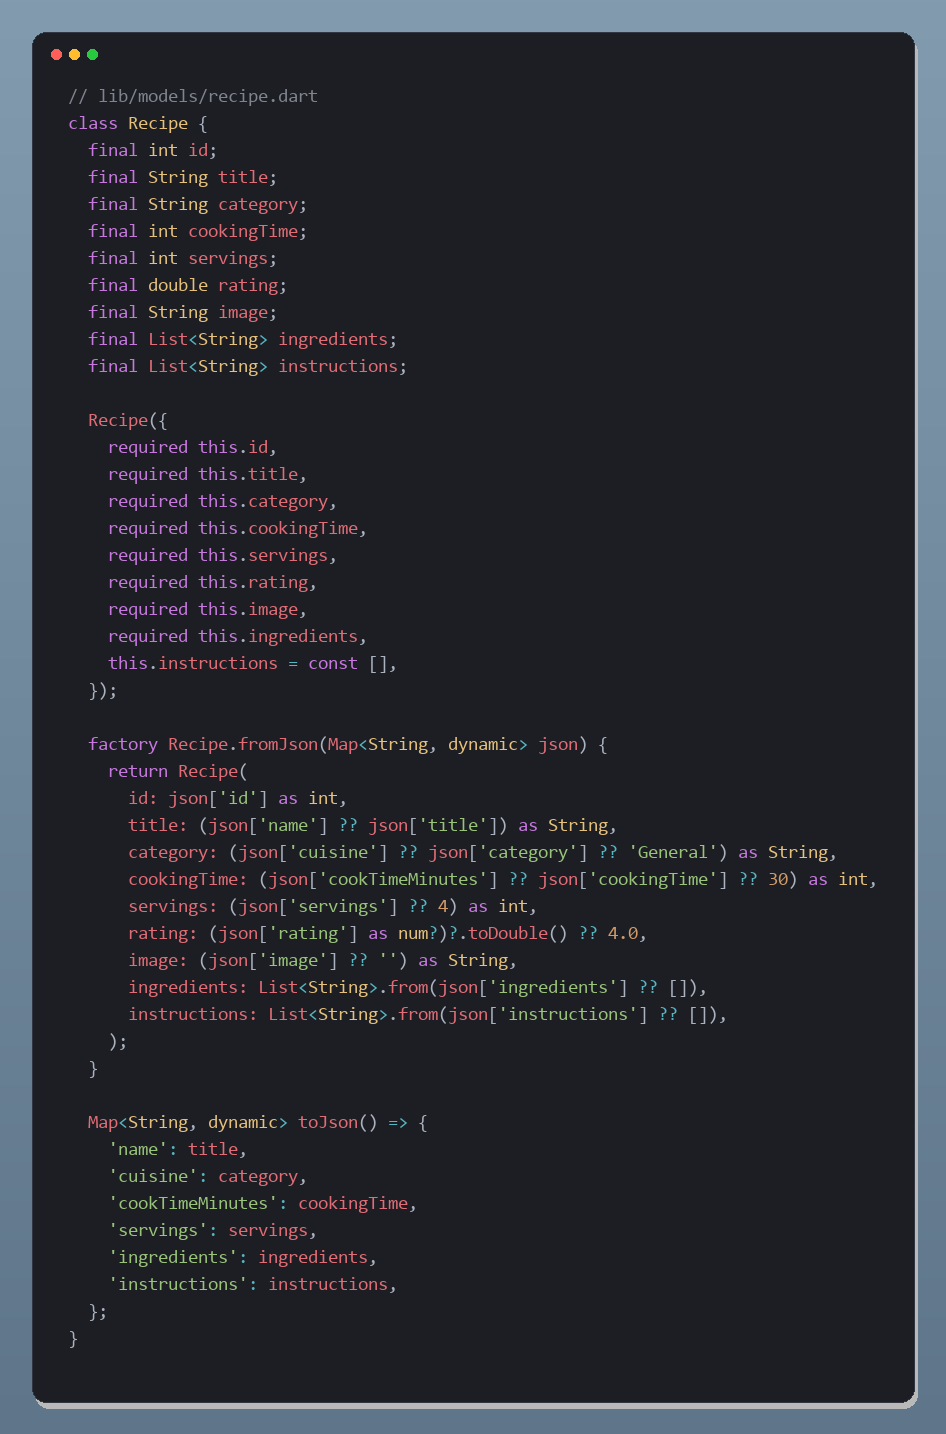 // lib/models/recipe.dart
class Recipe {
  final int id;
  final String title;
  final String category;
  final int cookingTime;
  final int servings;
  final double rating;
  final String image;
  final List<String> ingredients;
  final List<String> instructions;

  Recipe({
    required this.id,
    required this.title,
    required this.category,
    required this.cookingTime,
    required this.servings,
    required this.rating,
    required this.image,
    required this.ingredients,
    this.instructions = const [],
  });

  factory Recipe.fromJson(Map<String, dynamic> json) {
    return Recipe(
      id: json['id'] as int,
      title: (json['name'] ?? json['title']) as String,
      category: (json['cuisine'] ?? json['category'] ?? 'General') as String,
      cookingTime: (json['cookTimeMinutes'] ?? json['cookingTime'] ?? 30) as int,
      servings: (json['servings'] ?? 4) as int,
      rating: (json['rating'] as num?)?.toDouble() ?? 4.0,
      image: (json['image'] ?? '') as String,
      ingredients: List<String>.from(json['ingredients'] ?? []),
      instructions: List<String>.from(json['instructions'] ?? []),
    );
  }

  Map<String, dynamic> toJson() => {
    'name': title,
    'cuisine': category,
    'cookTimeMinutes': cookingTime,
    'servings': servings,
    'ingredients': ingredients,
    'instructions': instructions,
  };
}